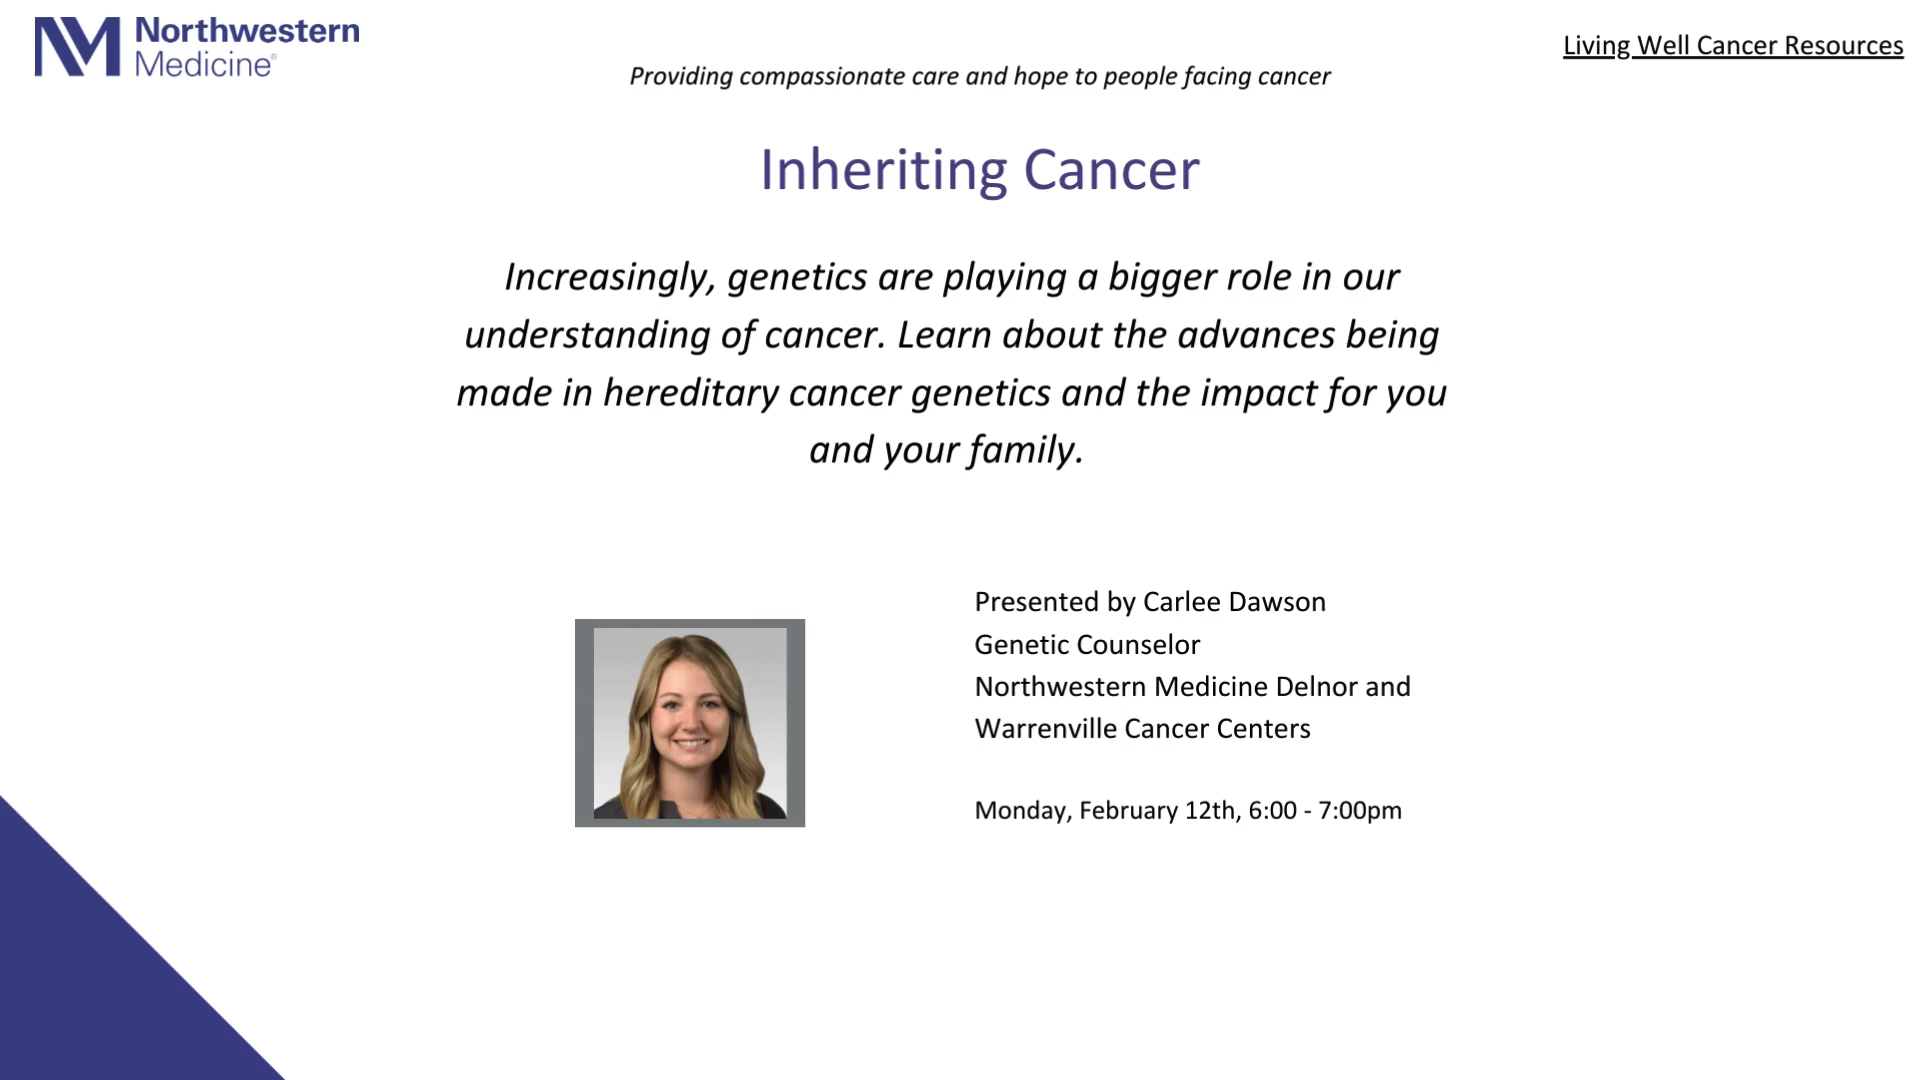 Northwestern
Medicine®
Living Well Cancer Resources
Providing compassionate care and hope to people facing cancer
Inheriting Cancer
Increasingly, genetics are playing a bigger role in our
understanding of cancer. Learn about the advances being
made in hereditary cancer genetics and the impact for you
and your family.
Presented by Carlee Dawson
Genetic Counselor
Northwestern Medicine Delnor and
Warrenville Cancer Centers
Monday, February 12th, 6:00 - 7:00pm